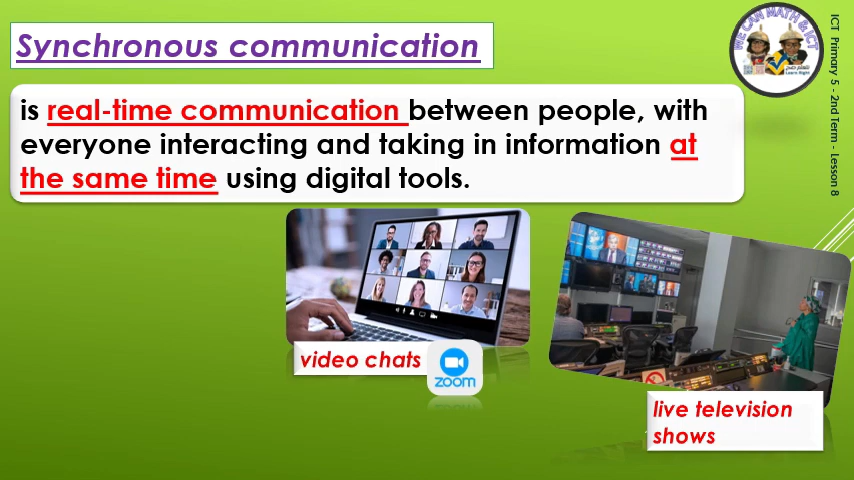 Synchronous communication
is real-time communication between people, with
everyone interacting and taking in information at
the same time using digital tools.
video chats
zoom
live television
shows
WE CAN MATH & ICT
Learn Right
ICT Primary 5 - 2nd Term - Lesson 8